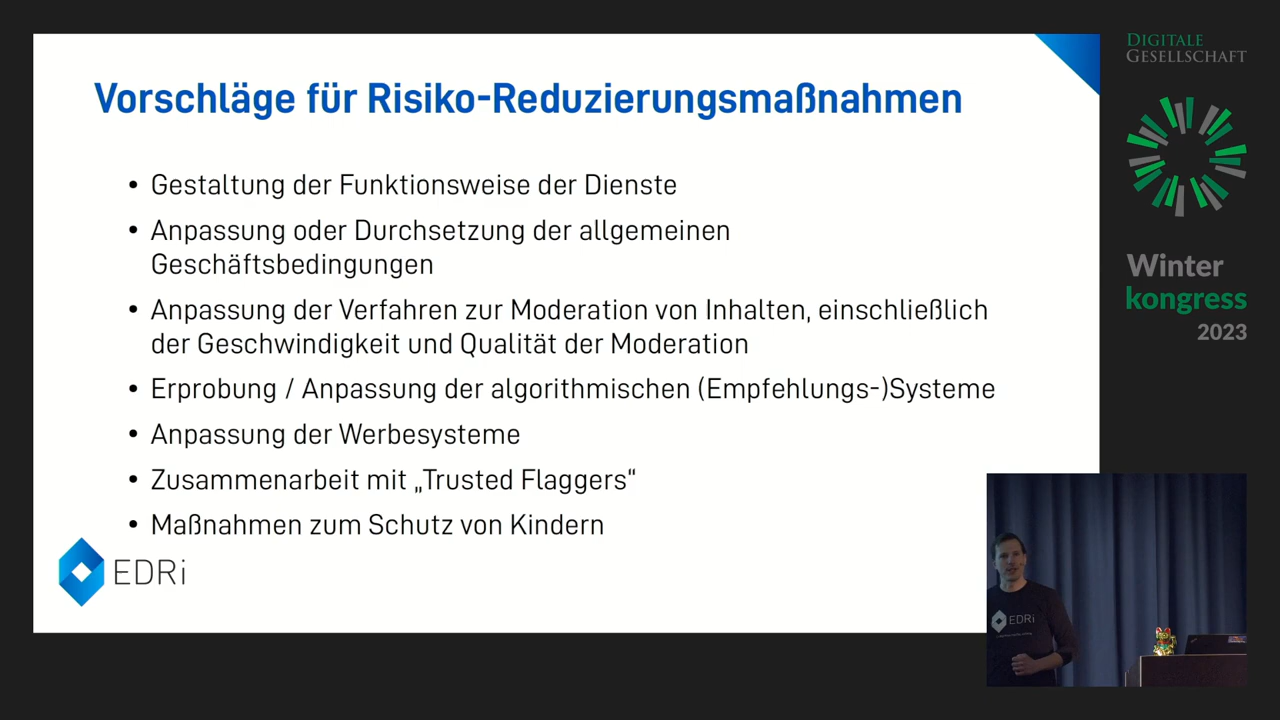 Vorschläge für Risiko-Reduzierungsmaßnahmen
• Gestaltung der Funktionsweise der Dienste
• Anpassung oder Durchsetzung der allgemeinen
Geschäftsbedingungen
• Anpassung der Verfahren zur Moderation von Inhalten, einschließlich
der Geschwindigkeit und Qualität der Moderation
• Erprobung / Anpassung der algorithmischen (Empfehlungs-)Systeme
• Anpassung der Werbesysteme
• Zusammenarbeit mit „Trusted Flaggers“
• Maßnahmen zum Schutz von Kindern
EDRi
DIGITALE
GESELLSCHAFT
Winter
kongress
2023
EDRi